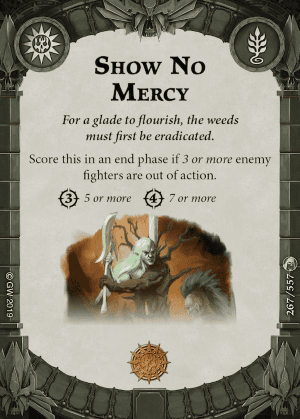 SHOW NO
MERCY
For a glade to flourish, the weeds
must first be eradicated.
Score this in an end phase if 3 or more enemy
fighters are out of action.
3 5 or more 4 7 or more
© GW 2019
267/557